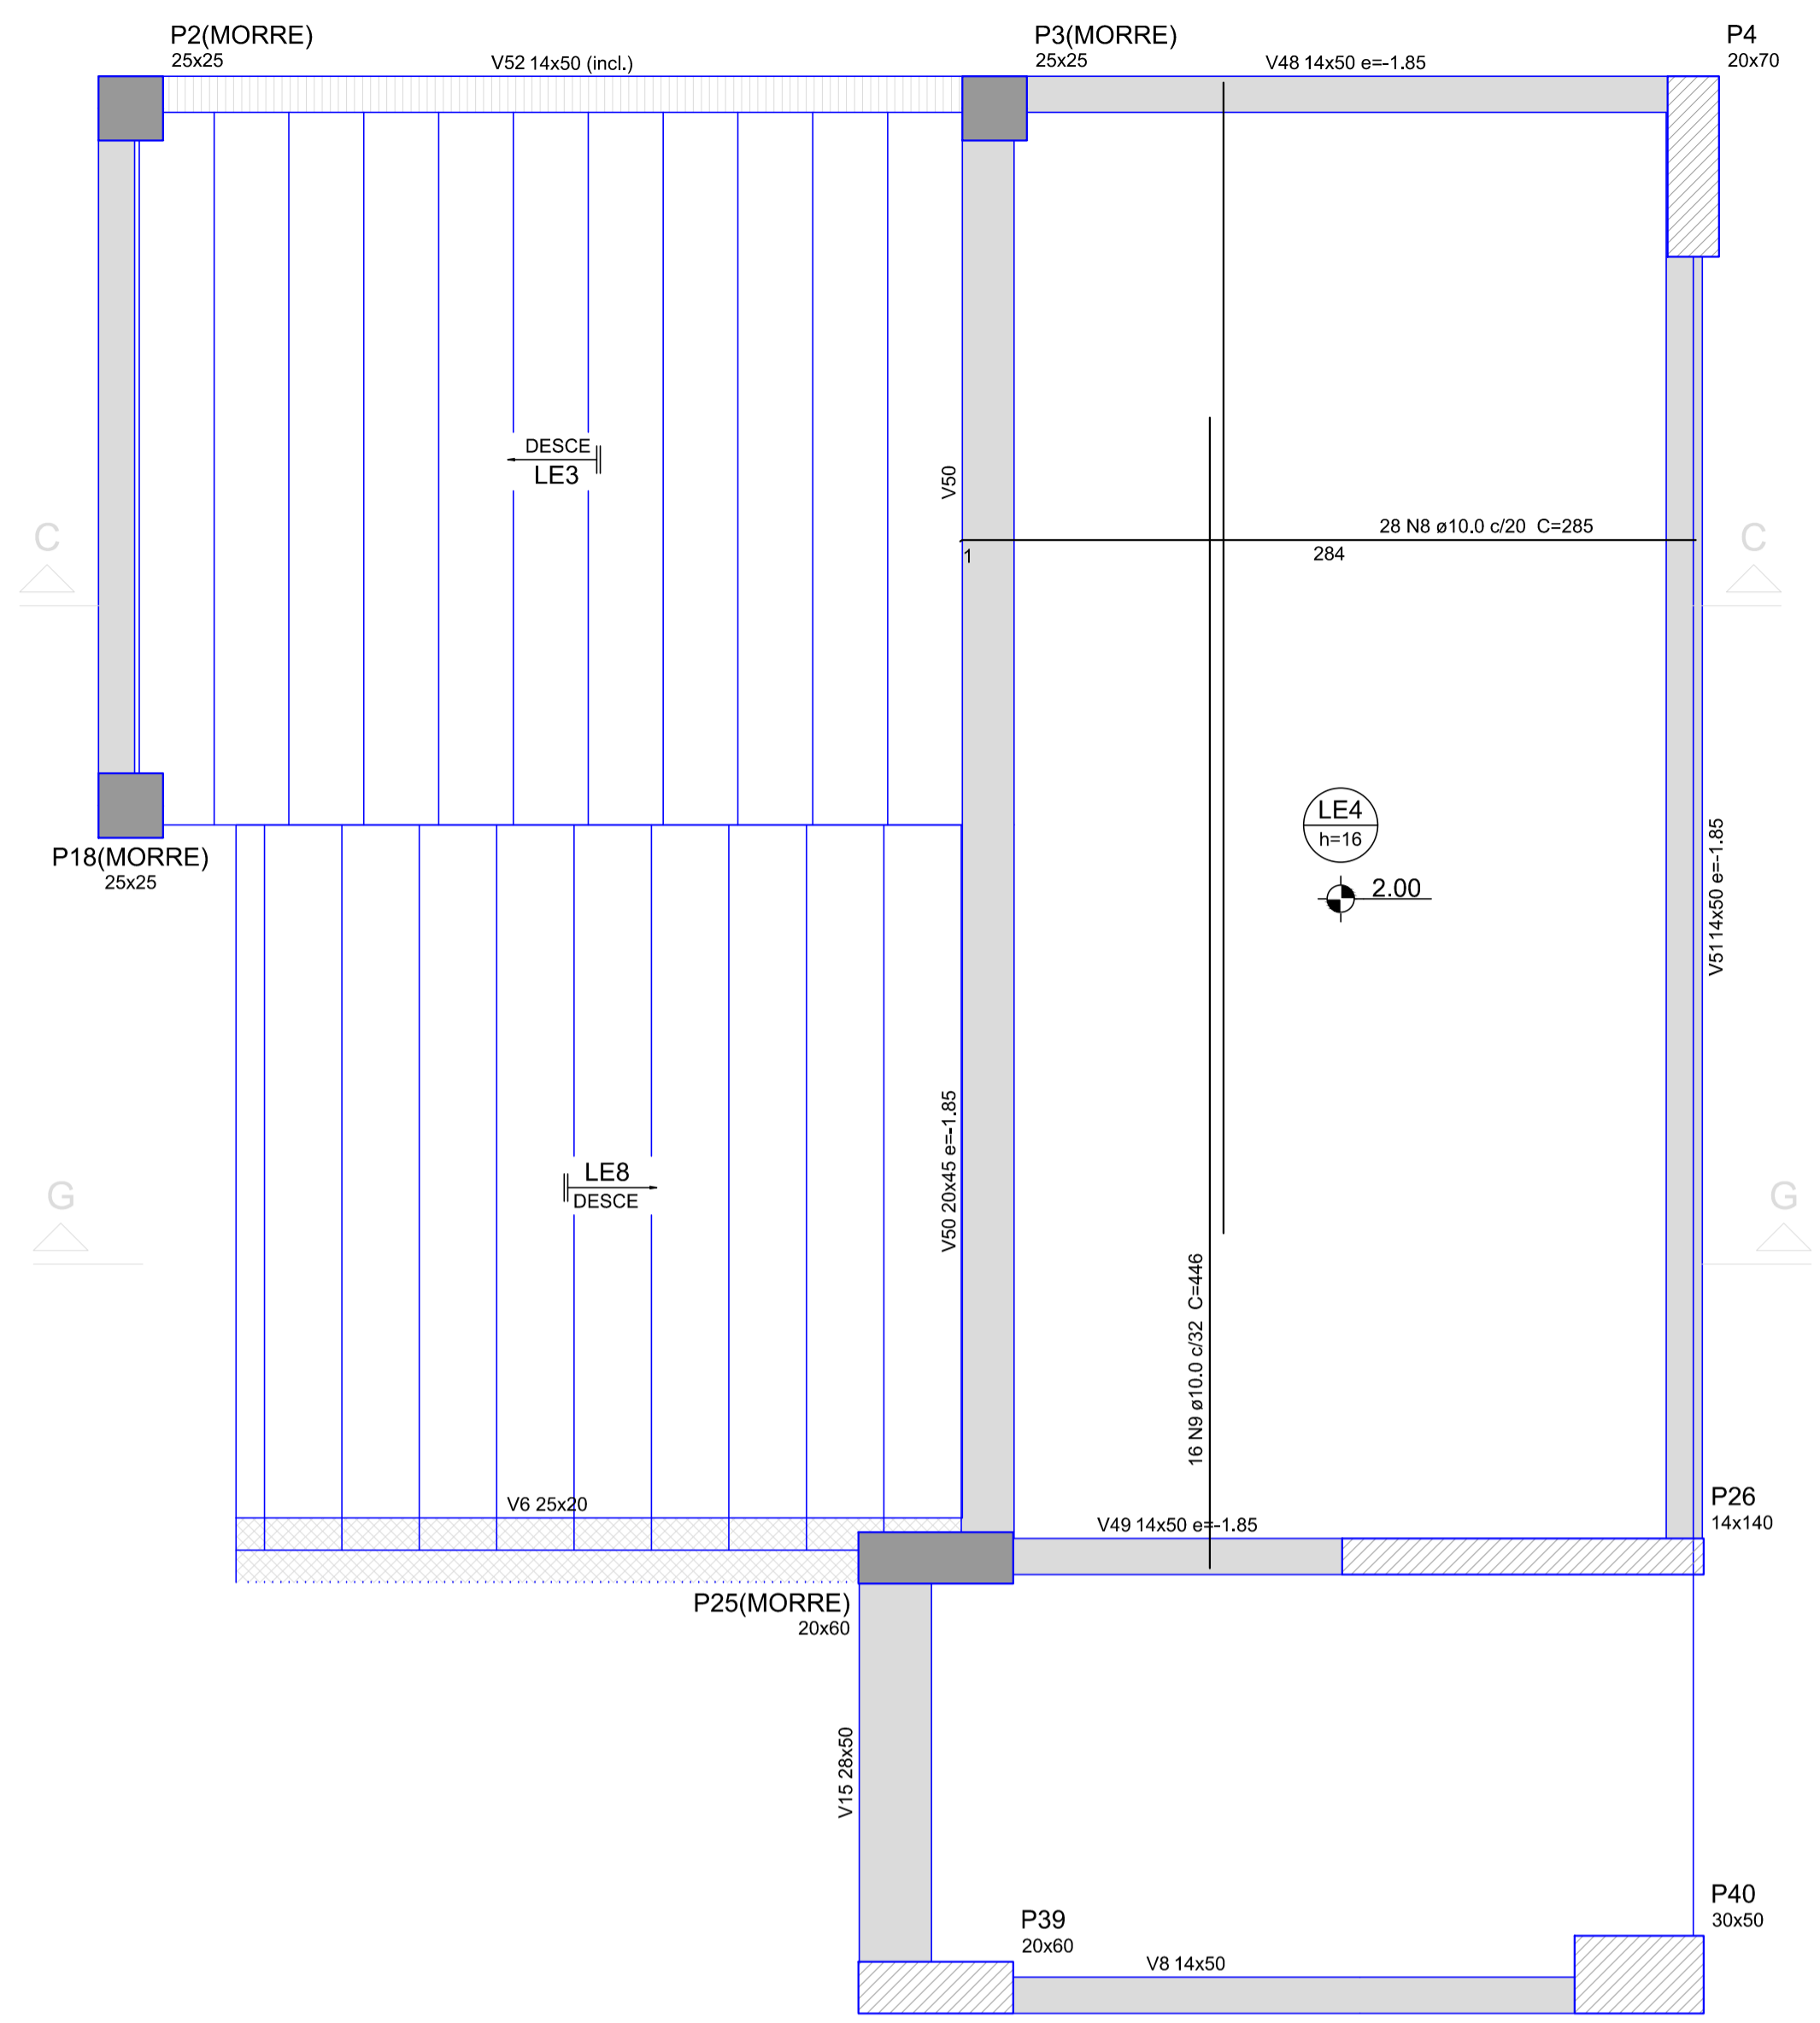 P2(MORRE)
25x25
V52 14x50 (incl.)
P3(MORRE)
25x25
V48 14x50 e=-1.85
P4
20x70
DESCE
LE3
V50
28 N8 ø10.0 c/20 C=285
1
284
C
C
LE4
h=16
2.00
P18(MORRE)
25x25
V51 14x50 e=-1.85
V50 20x45 e=-1.85
LE8
DESCE
G
G
16 N9 ø10.0 c/32 C=446
V6 25x20
V49 14x50 e=-1.85
P26
14x140
P25(MORRE)
20x60
V15 28x50
P39
20x60
V8 14x50
P40
30x50